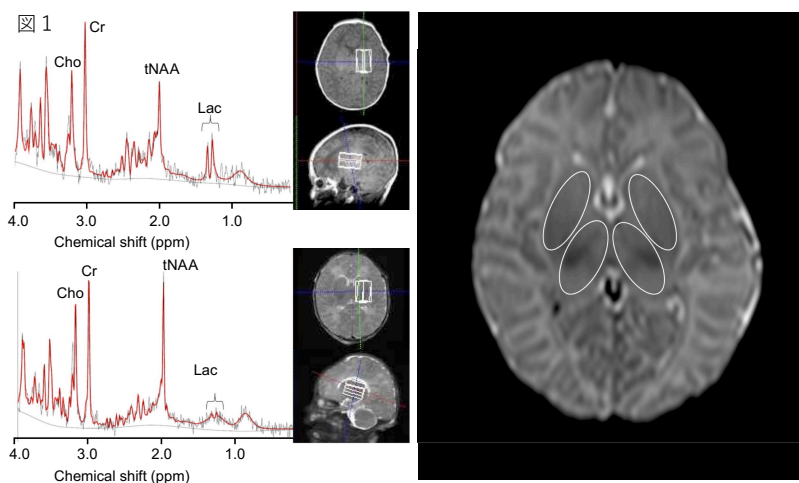 図 1
Cr
Cho
tNAA
Lac
4.0 3.0 2.0 1.0
Chemical shift (ppm)
Cr
tNAA
Cho
Lac
4.0 3.0 2.0 1.0
Chemical shift (ppm)